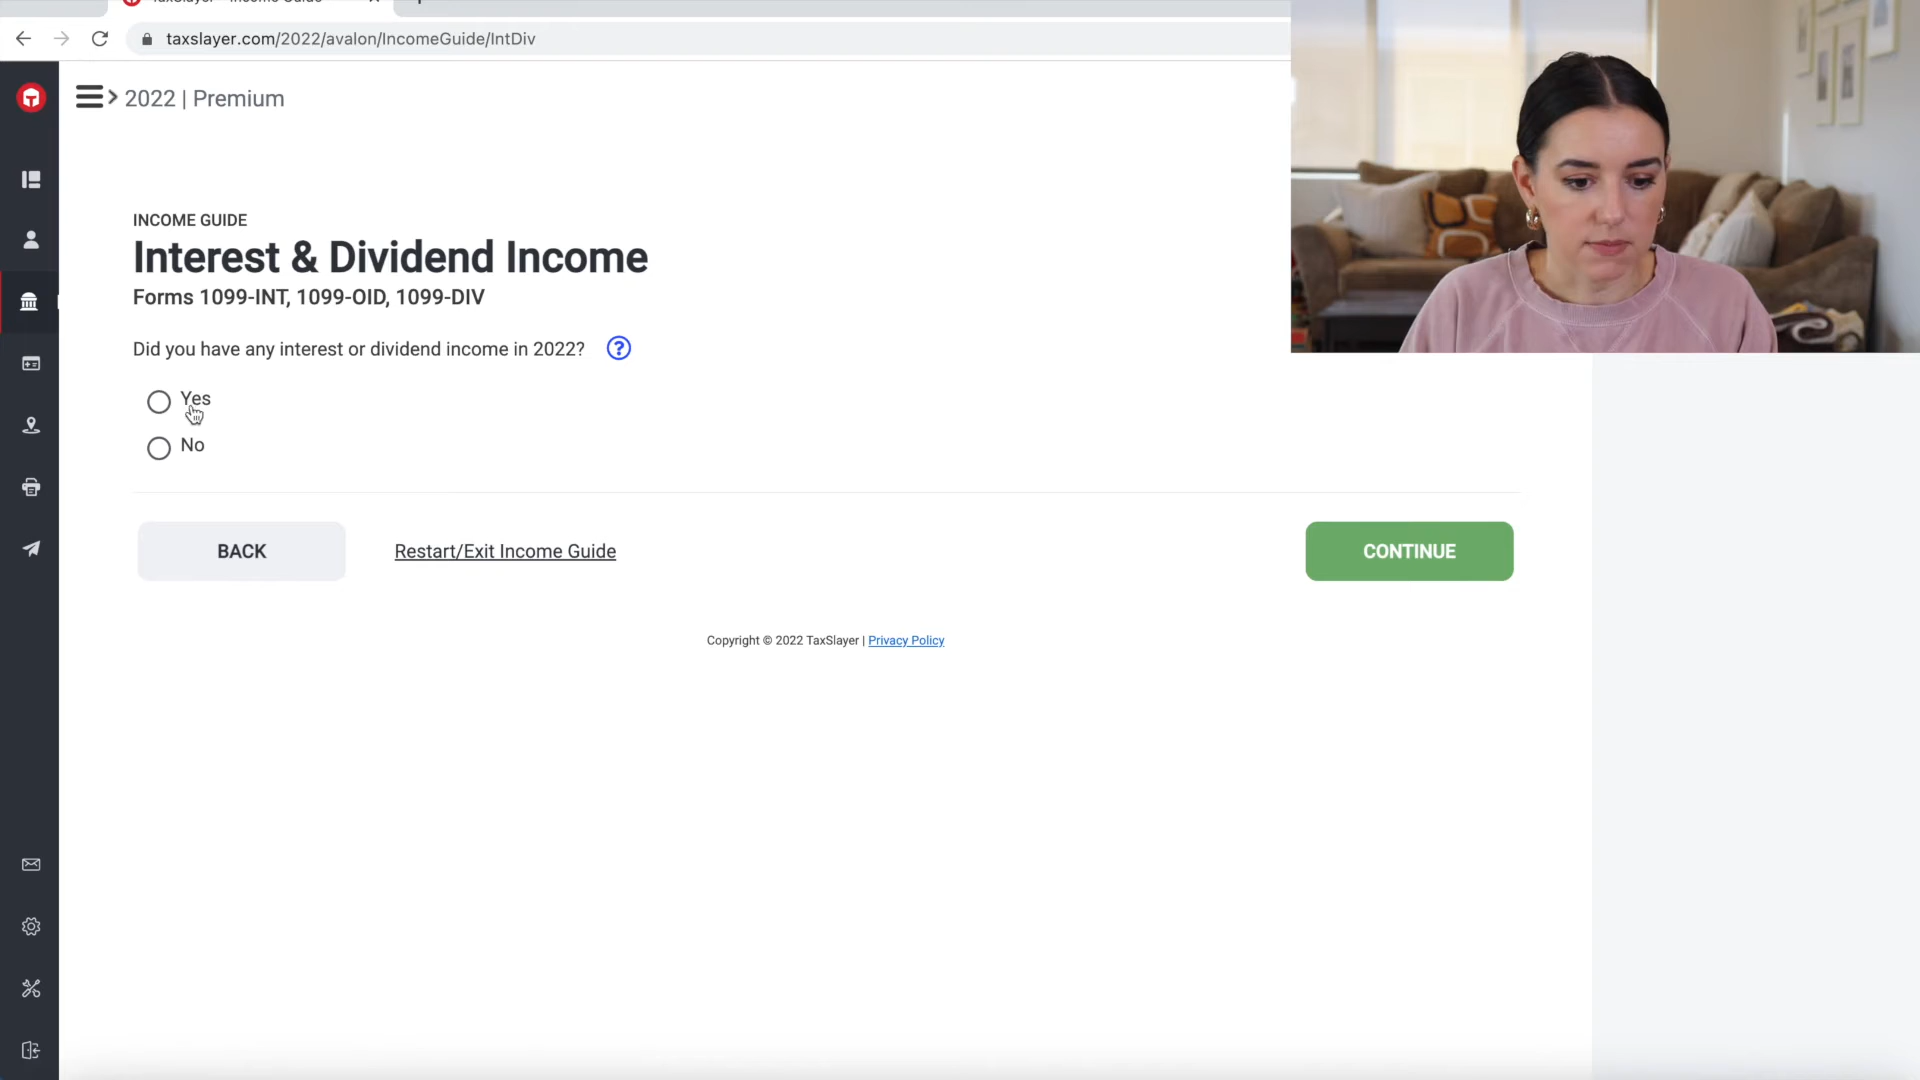 taxslayer.com/2022/avalon/IncomeGuide/IntDiv
2022 | Premium
INCOME GUIDE
Interest & Dividend Income
Forms 1099-INT, 1099-OID, 1099-DIV
Did you have any interest or dividend income in 2022? ?
Yes
No
BACK
Restart/Exit Income Guide
CONTINUE
Copyright © 2022 TaxSlayer | Privacy Policy